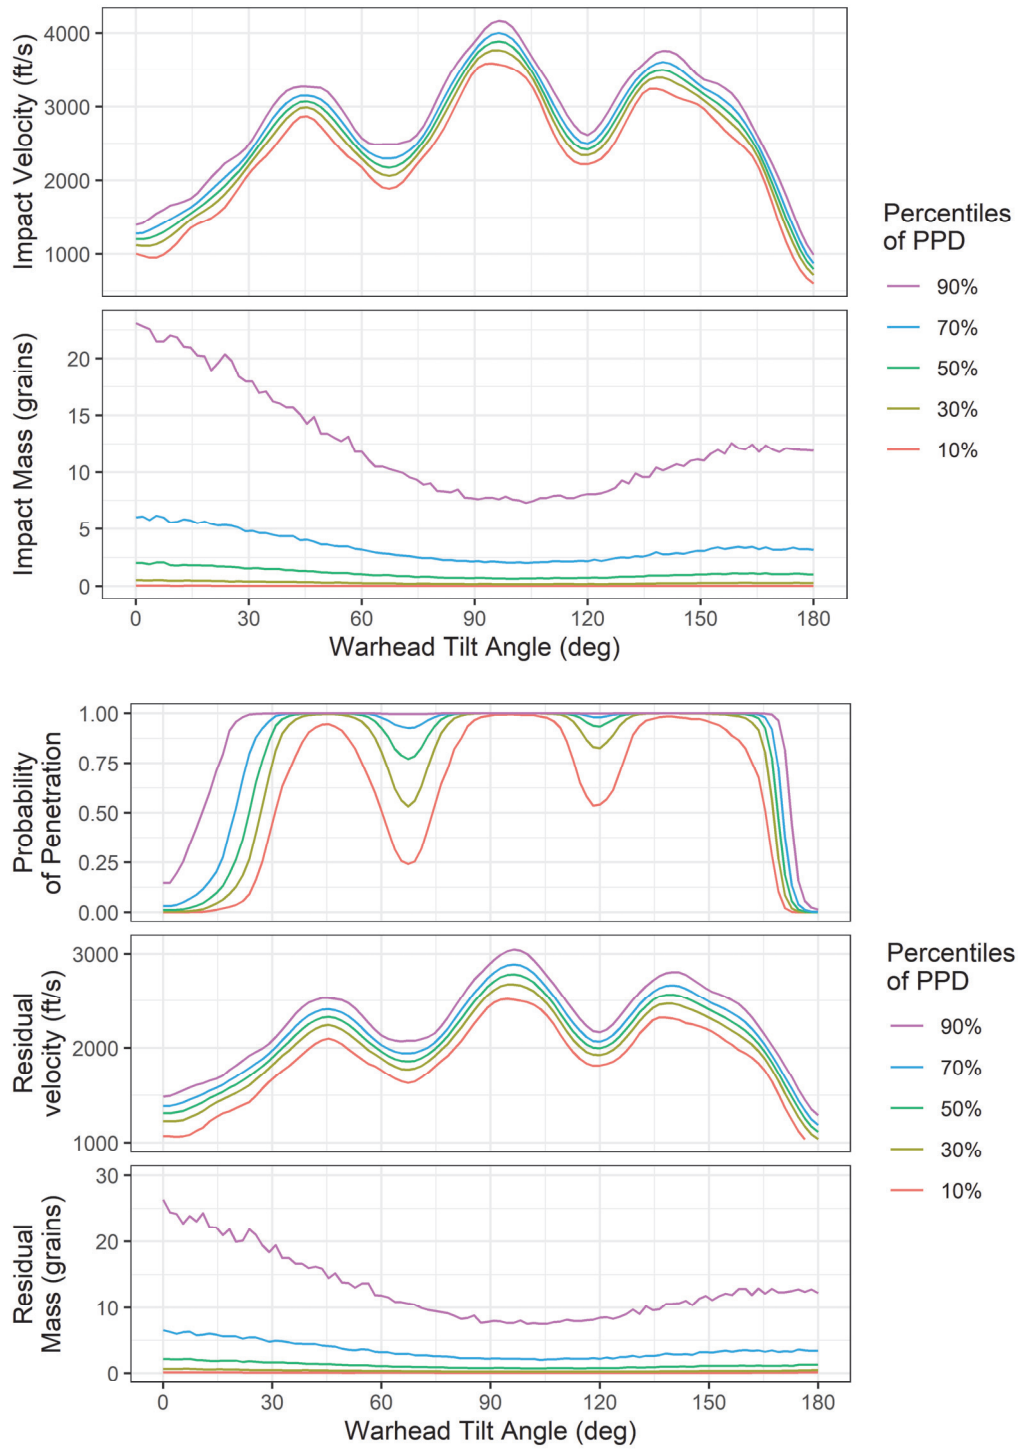 Impact Velocity (ft/s)
4000
3000
2000
1000
Impact Mass (grains)
20
15
10
5
0
0 30 60 90 120 150 180
Warhead Tilt Angle (deg)
Percentiles
of PPD
90%
70%
50%
30%
10%
Probability
of Penetration
1.00
0.75
0.50
0.25
0.00
Residual
velocity (ft/s)
3000
2000
1000
Residual
Mass (grains)
30
20
10
0
0 30 60 90 120 150 180
Warhead Tilt Angle (deg)
Percentiles
of PPD
90%
70%
50%
30%
10%